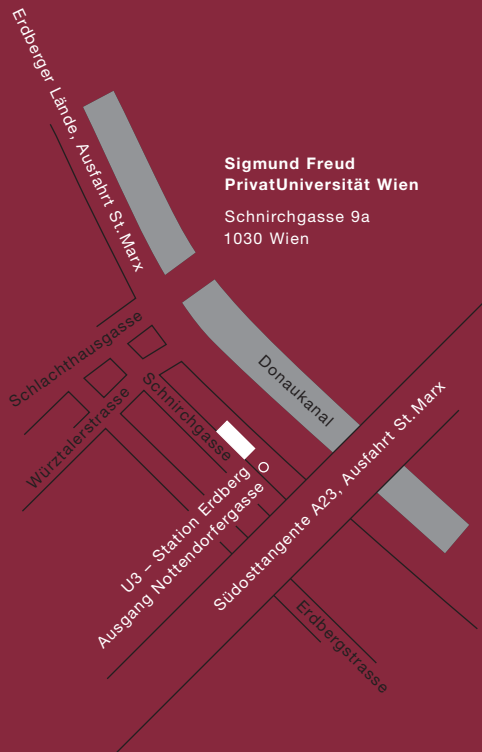 Erdberger Lände, Ausfahrt St. Marx
Sigmund Freud
PrivatUniversität Wien
Schnirchgasse 9a
1030 Wien
Schlachthausgasse
Würztalerstrasse
Schnirchgasse
Donaukanal
U3 – Station Erdberg
Ausgang Nottendorfergasse
Südosttangente A23, Ausfahrt St. Marx
Erdbergstrasse